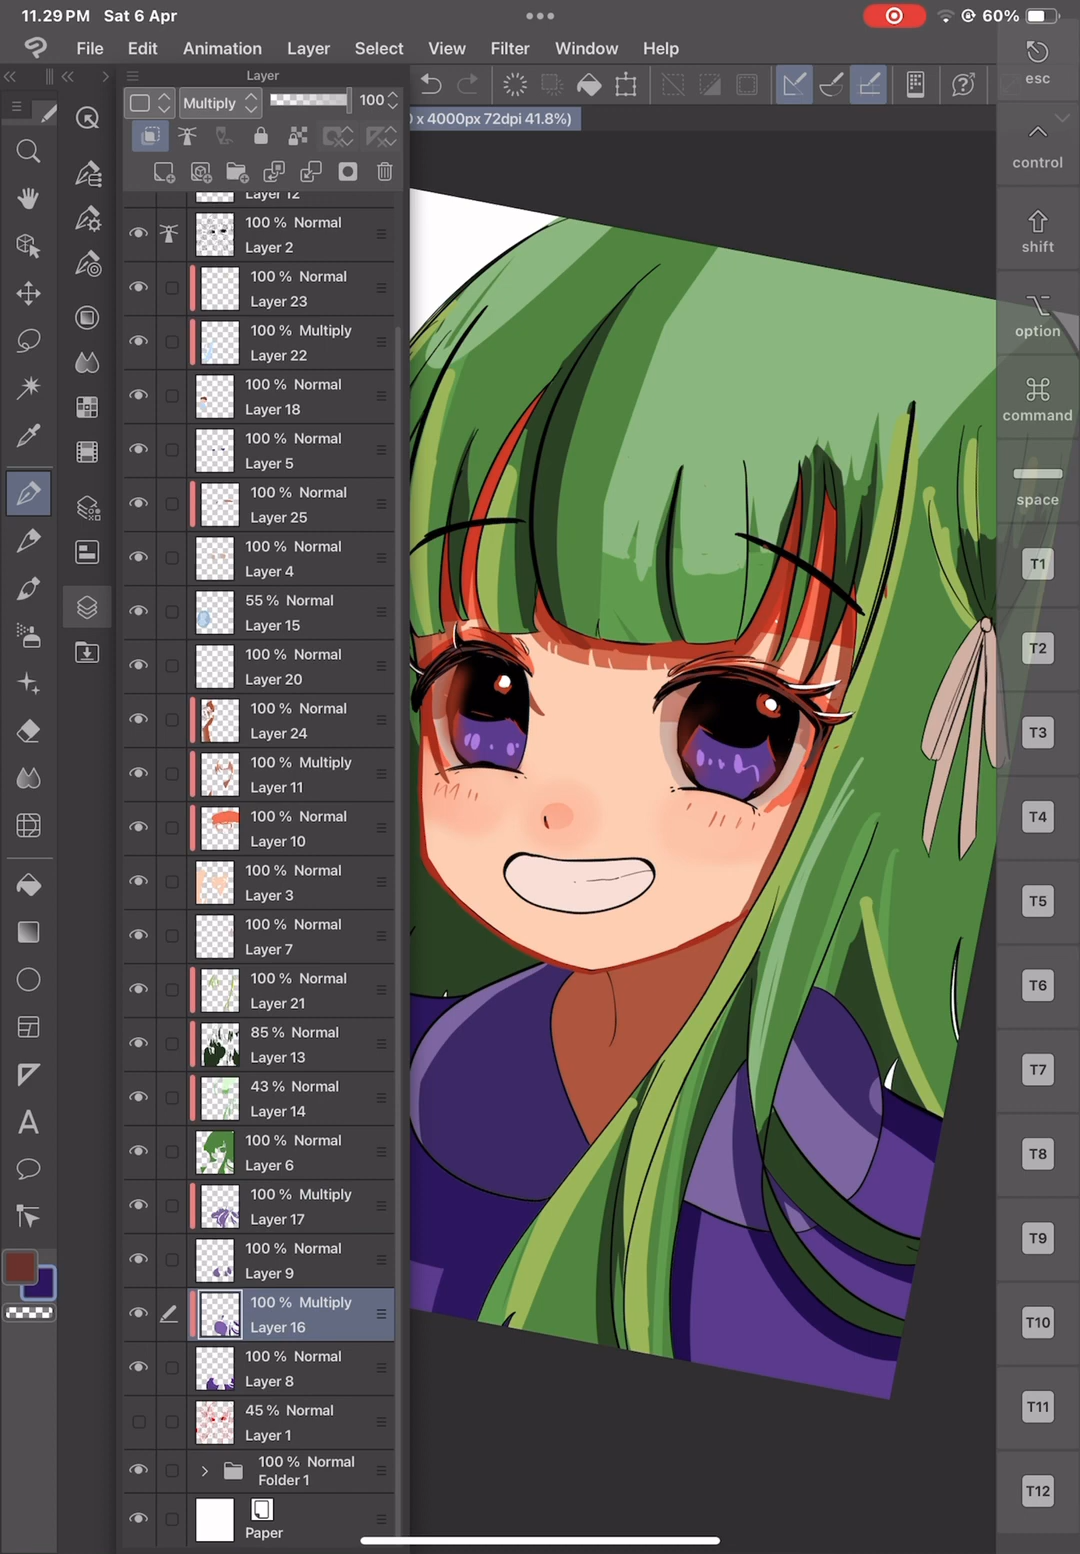 11.29 PM Sat 6 Apr
60%
File Edit Animation Layer Select View Filter Window Help
esc
Layer
Multiply 100
x 4000px 72dpi 41.8%)
control
Layer 12
100 % Normal
Layer 2
shift
100 % Normal
Layer 23
option
100 % Multiply
Layer 22
100 % Normal
Layer 18
command
100 % Normal
Layer 5
space
100 % Normal
Layer 25
T1
100 % Normal
Layer 4
55 % Normal
Layer 15
T2
100 % Normal
Layer 20
100 % Normal
Layer 24
T3
100 % Multiply
Layer 11
100 % Normal
Layer 10
T4
100 % Normal
Layer 3
T5
100 % Normal
Layer 7
100 % Normal
Layer 21
T6
85 % Normal
Layer 13
T7
43 % Normal
Layer 14
100 % Normal
Layer 6
T8
100 % Multiply
Layer 17
T9
100 % Normal
Layer 9
100 % Multiply
Layer 16
T10
100 % Normal
Layer 8
45 % Normal
Layer 1
T11
100 % Normal
Folder 1
T12
Paper
A